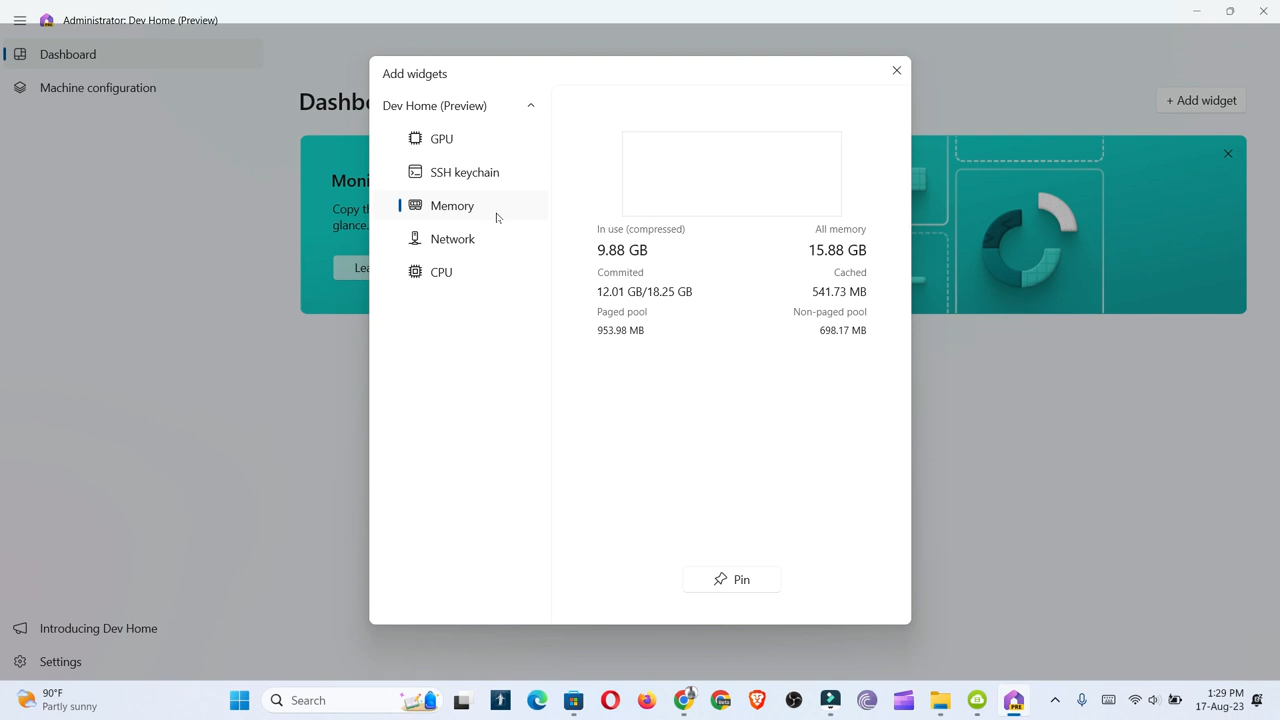 Administrator: Dev Home (Preview)
Dashboard
Machine configuration
Introducing Dev Home
Settings
Dashb
+ Add widget
Moni
Copy t
glance.
Lea
Add widgets
Dev Home (Preview)
GPU
SSH keychain
Memory
Network
CPU
In use (compressed) All memory
9.88 GB 15.88 GB
Commited Cached
12.01 GB/18.25 GB 541.73 MB
Paged pool Non-paged pool
953.98 MB 698.17 MB
Pin
90°F
Partly sunny
Search
Beta
PRE
1:29 PM
17-Aug-23